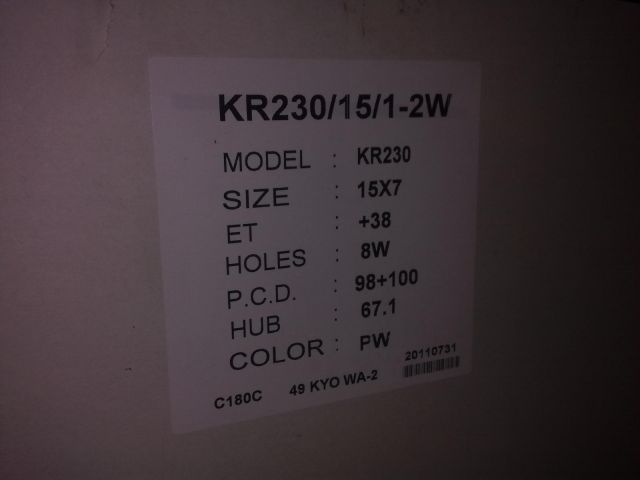 KR230/15/1-2W
MODEL : KR230
SIZE : 15X7
ET : +38
HOLES : 8W
P.C.D. : 98+100
HUB : 67.1
COLOR : PW
C180C 49 KYO WA-2 20110731